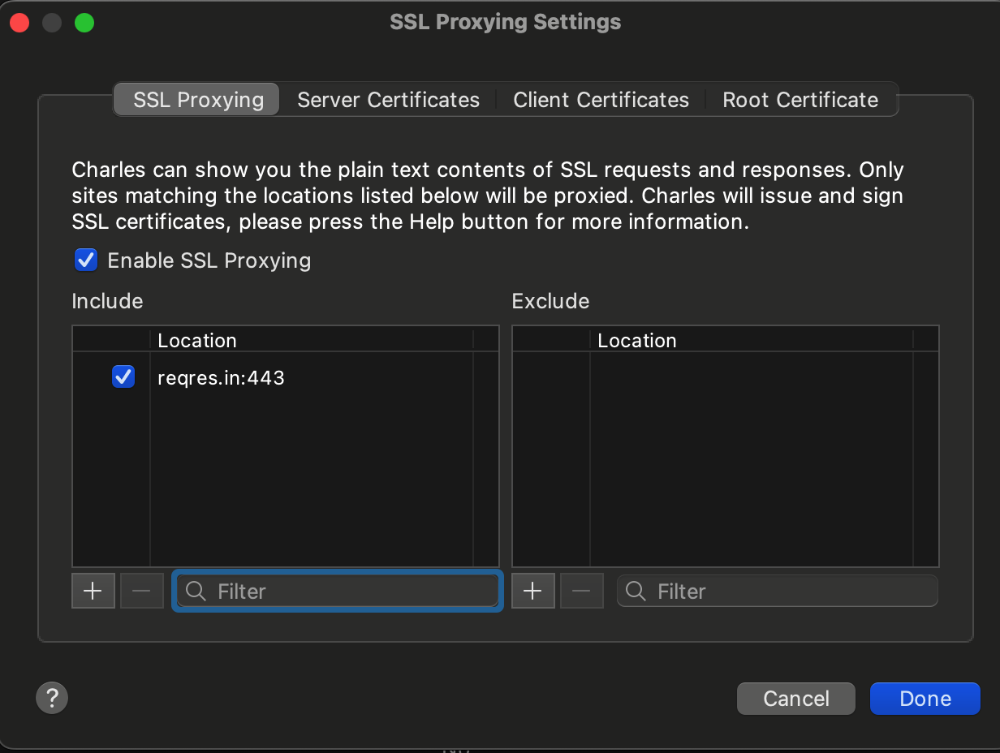 SSL Proxying Settings
SSL Proxying Server Certificates Client Certificates Root Certificate
Charles can show you the plain text contents of SSL requests and responses. Only
sites matching the locations listed below will be proxied. Charles will issue and sign
SSL certificates, please press the Help button for more information.
Enable SSL Proxying
Include Exclude
Location Location
reqres.in:443
Filter Filter
? Cancel Done